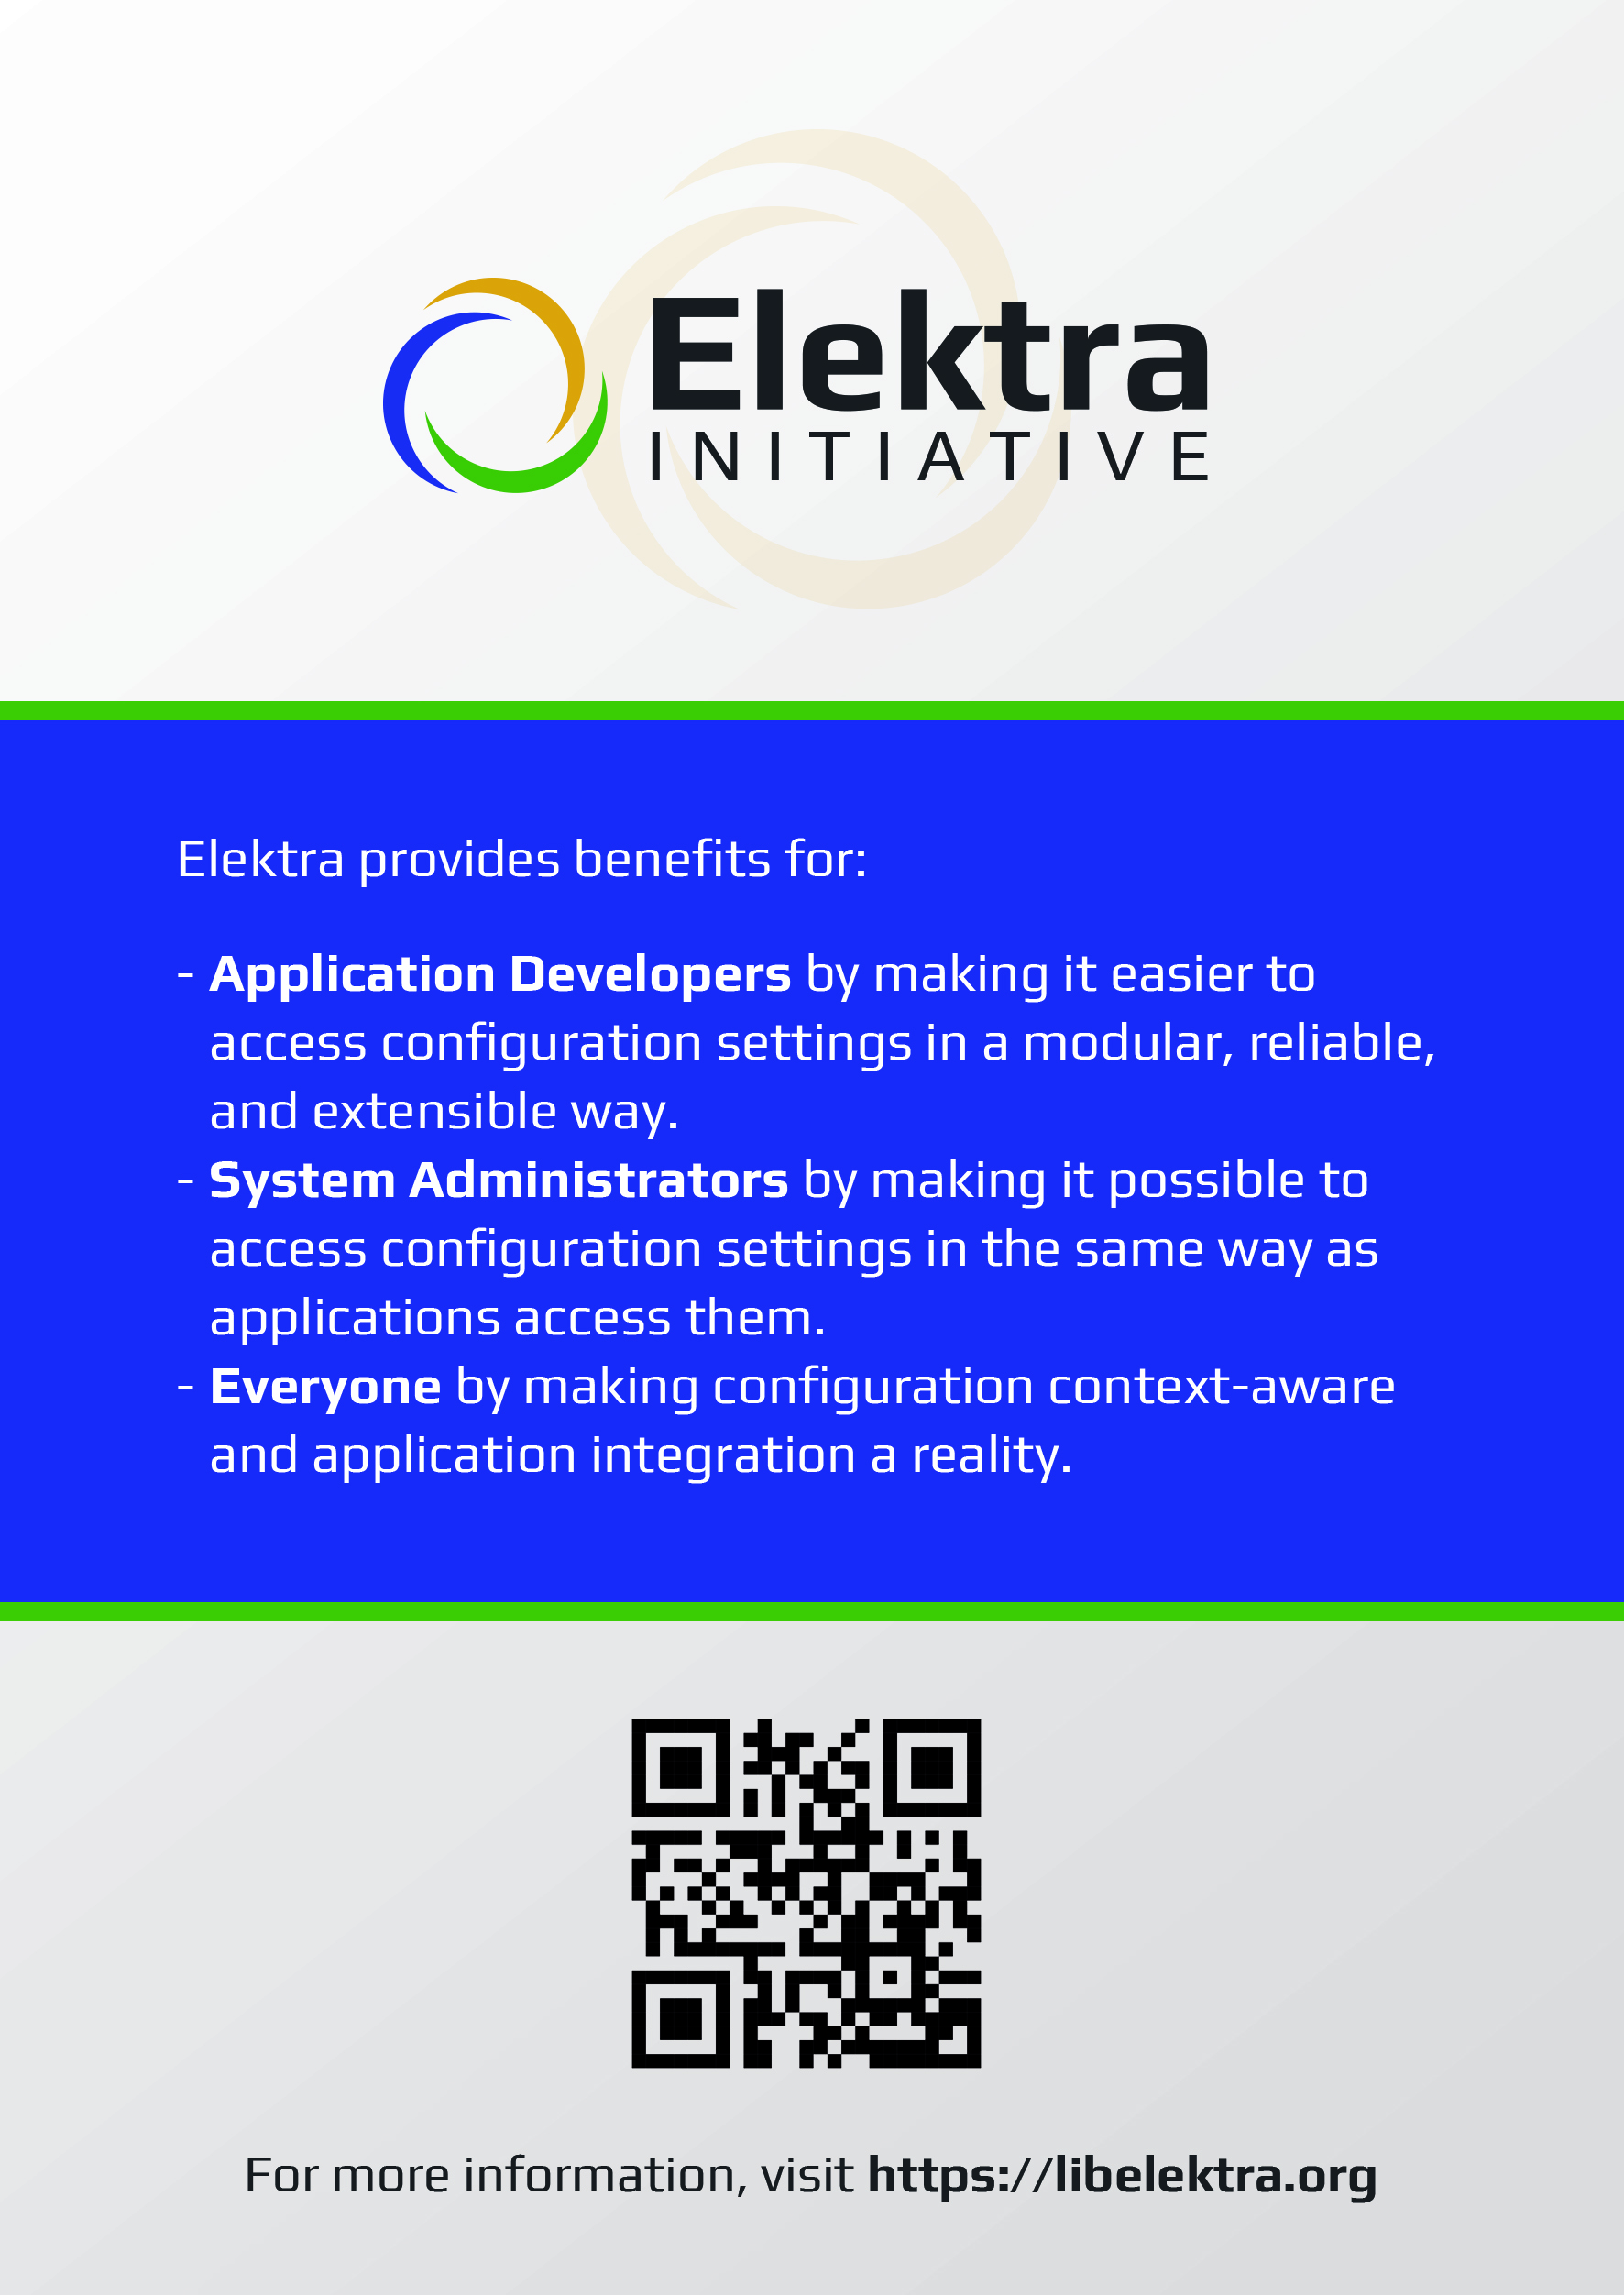 Elektra
INITIATIVE
Elektra provides benefits for:
- Application Developers by making it easier to
access configuration settings in a modular, reliable,
and extensible way.
- System Administrators by making it possible to
access configuration settings in the same way as
applications access them.
- Everyone by making configuration context-aware
and application integration a reality.
For more information, visit https://libelektra.org